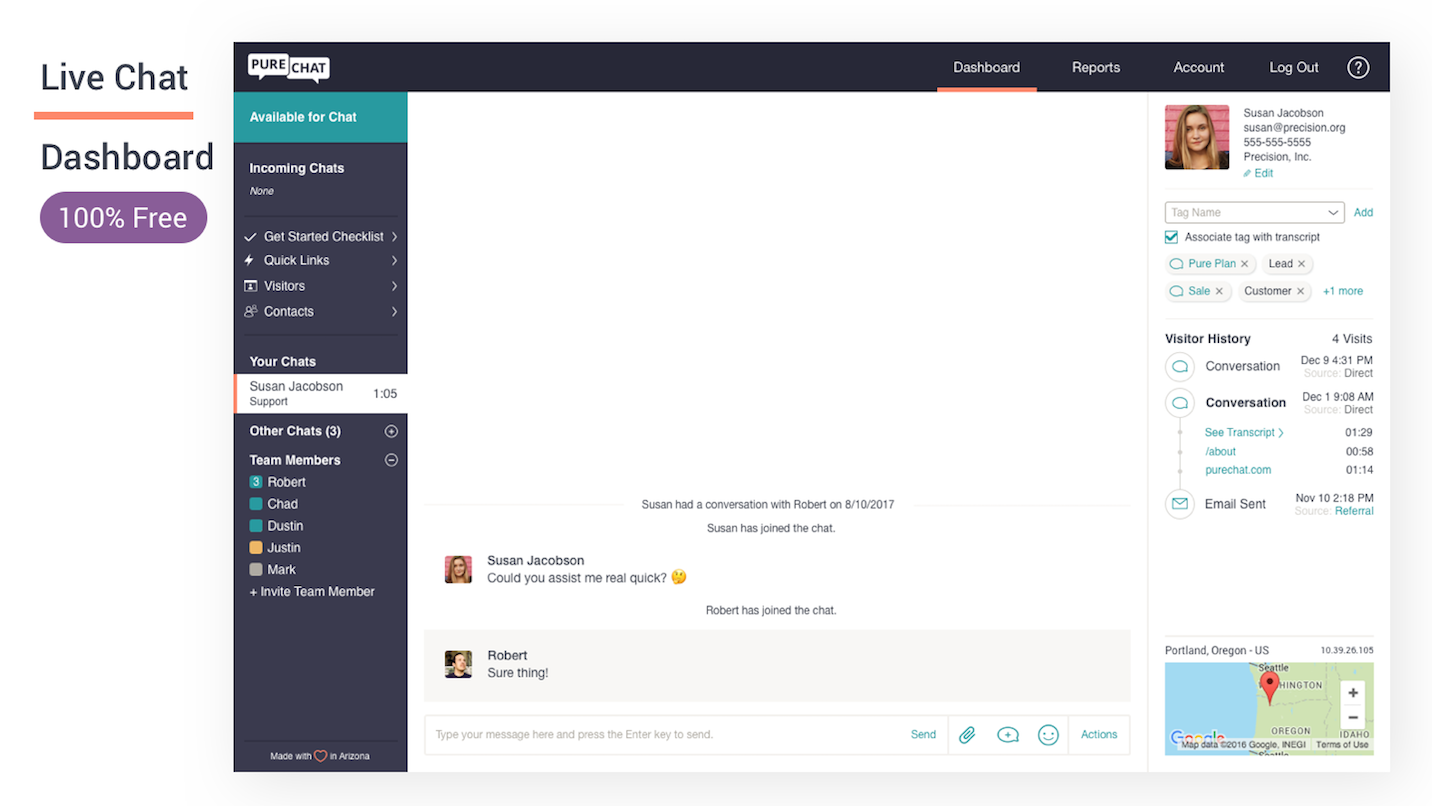 Live Chat
Dashboard
100% Free
PURE CHAT
Dashboard Reports Account Log Out ?
Available for Chat
Incoming Chats
None
Get Started Checklist
Quick Links
Visitors
Contacts
Your Chats
Susan Jacobson 1:05
Support
Other Chats (3)
Team Members
3 Robert
Chad
Dustin
Justin
Mark
+ Invite Team Member
Made with in Arizona
Susan had a conversation with Robert on 8/10/2017
Susan has joined the chat.
Susan Jacobson
Could you assist me real quick? 🤔
Robert has joined the chat.
Robert
Sure thing!
Type your message here and press the Enter key to send. Send Actions
Susan Jacobson
susan@precision.org
555-555-5555
Precision, Inc.
Edit
Tag Name Add
Associate tag with transcript
Pure Plan × Lead ×
Sale × Customer × +1 more
Visitor History 4 Visits
Conversation Dec 9 4:31 PM
Source: Direct
Conversation Dec 1 9:08 AM
Source: Direct
See Transcript > 01:29
/about 00:58
purechat.com 01:14
Email Sent Nov 10 2:18 PM
Source: Referral
Portland, Oregon - US 10.39.26.105
Seattle
HINGTON
+
−
OREGON
IDAHO
Google
Map data ©2016 Google, INEGI Terms of Use